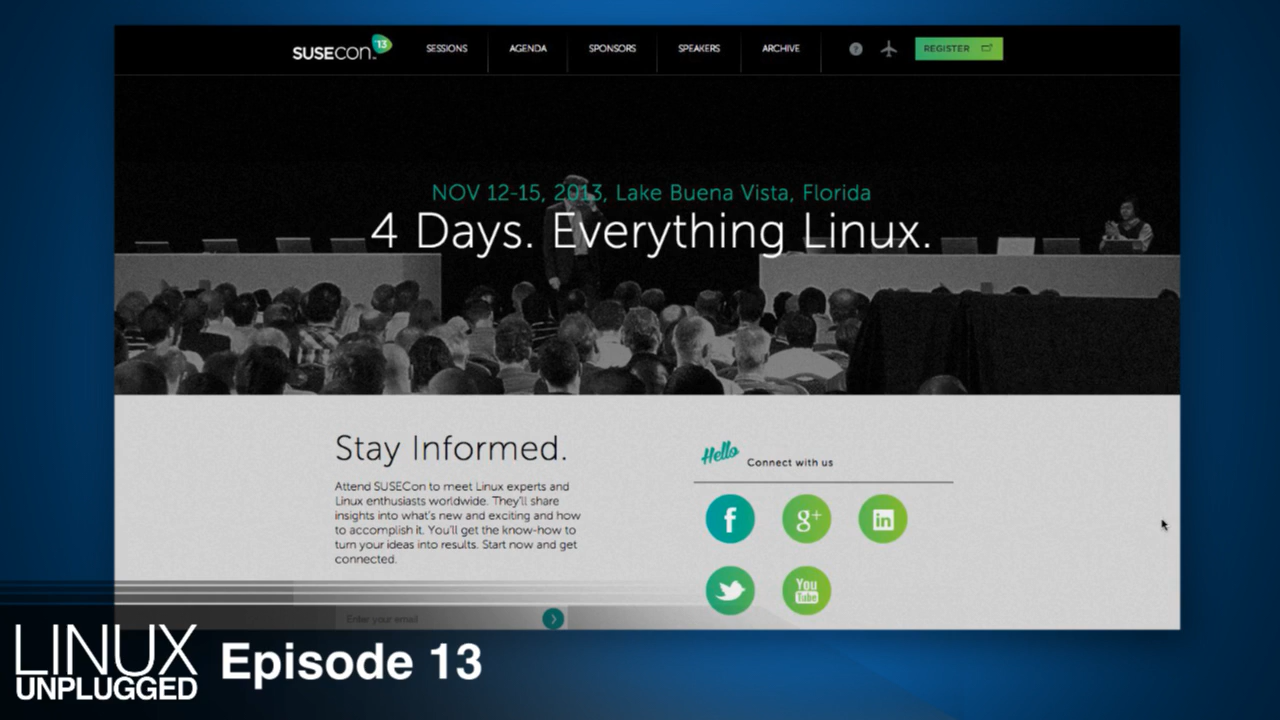 SUSECon '13
SESSIONS
AGENDA
SPONSORS
SPEAKERS
ARCHIVE
?
REGISTER
NOV 12-15, 2013, Lake Buena Vista, Florida
4 Days. Everything Linux.
Stay Informed.
Attend SUSECon to meet Linux experts and
Linux enthusiasts worldwide. They'll share
insights into what's new and exciting and how
to accomplish it. You'll get the know-how to
turn your ideas into results. Start now and get
connected.
Enter your email
Hello
Connect with us
f
g+
in
You
Tube
LINUX
UNPLUGGED
Episode 13